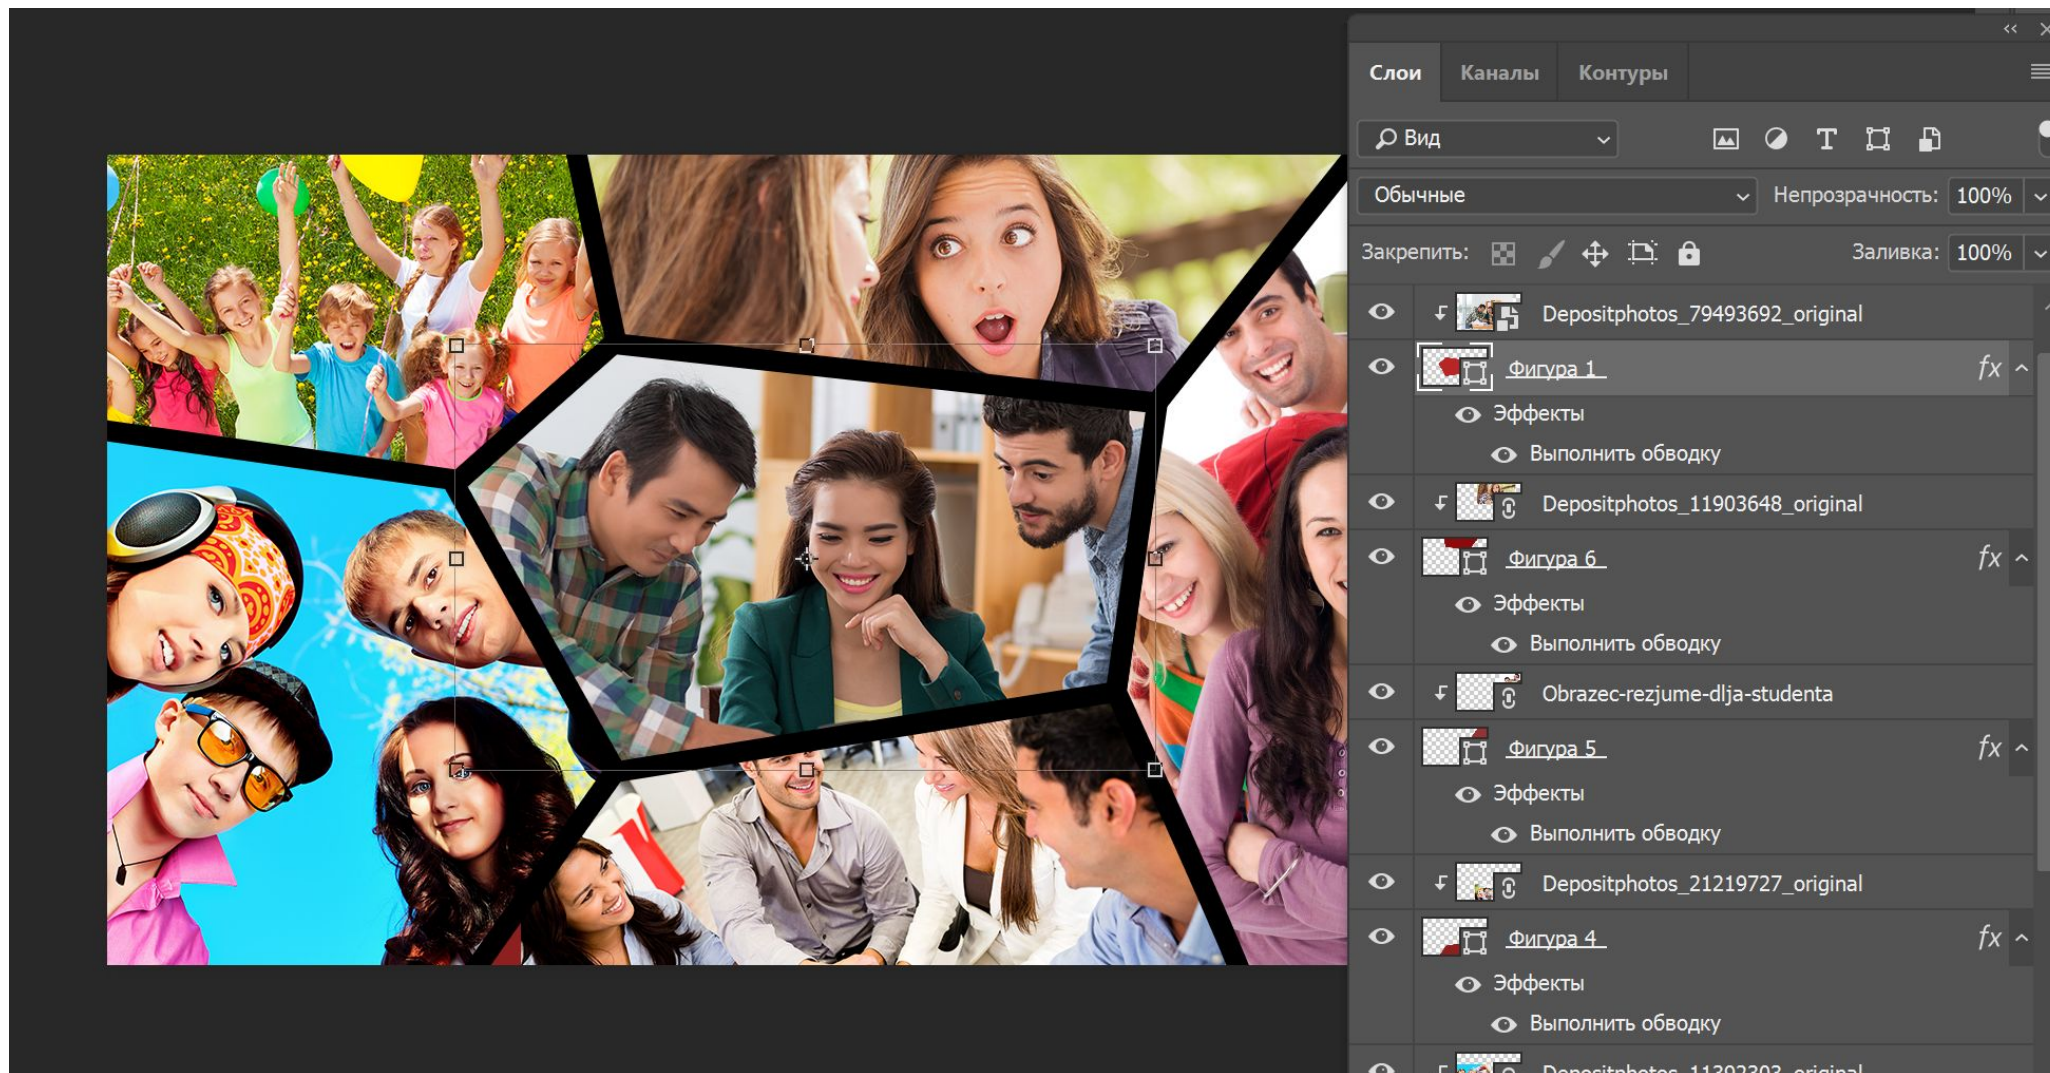 Слои Каналы Контуры
Вид
Обычные Непрозрачность: 100%
Закрепить: Заливка: 100%
Depositphotos_79493692_original
Фигура 1 fx
Эффекты
Выполнить обводку
Depositphotos_11903648_original
Фигура 6 fx
Эффекты
Выполнить обводку
Obrazec-rezjume-dlja-studenta
Фигура 5 fx
Эффекты
Выполнить обводку
Depositphotos_21219727_original
Фигура 4 fx
Эффекты
Выполнить обводку
Depositphotos_11392303_original